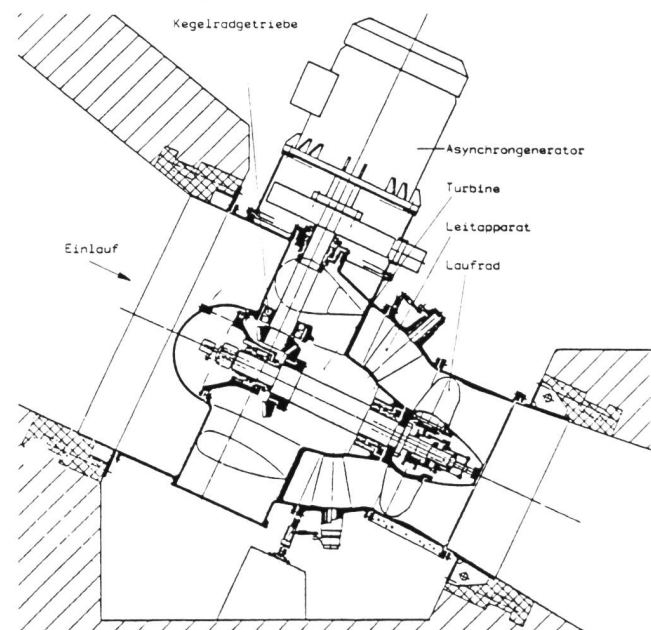 Kegelradgetriebe
Asynchrongenerator
Turbine
Leitapparat
Einlauf
Laufrad